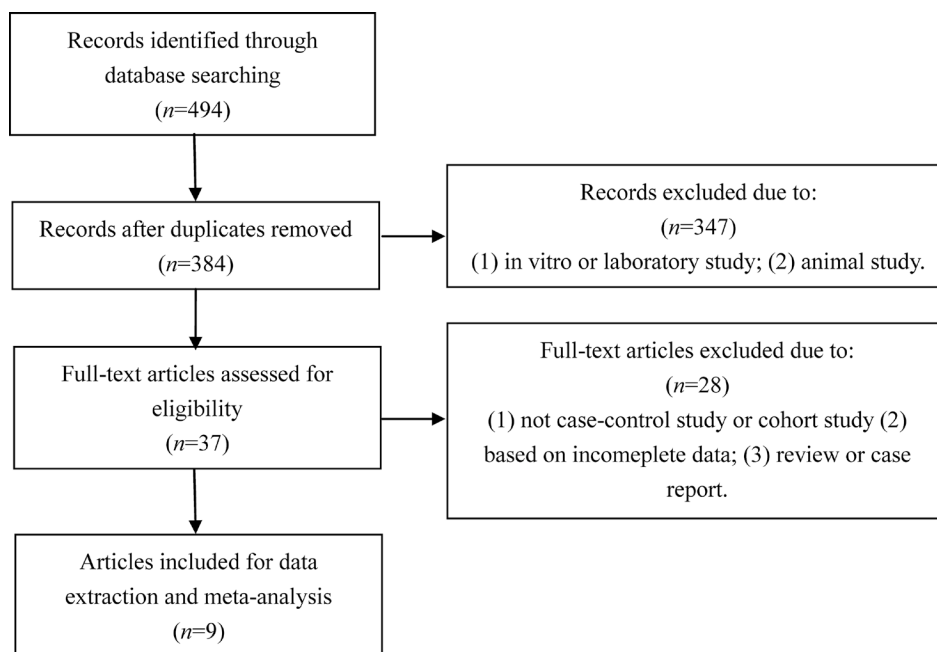 Records identified through
database searching
(n=494)
Records after duplicates removed
(n=384)
Records excluded due to:
(n=347)
(1) in vitro or laboratory study; (2) animal study.
Full-text articles assessed for
eligibility
(n=37)
Full-text articles excluded due to:
(n=28)
(1) not case-control study or cohort study (2)
based on incomeplete data; (3) review or case
report.
Articles included for data
extraction and meta-analysis
(n=9)